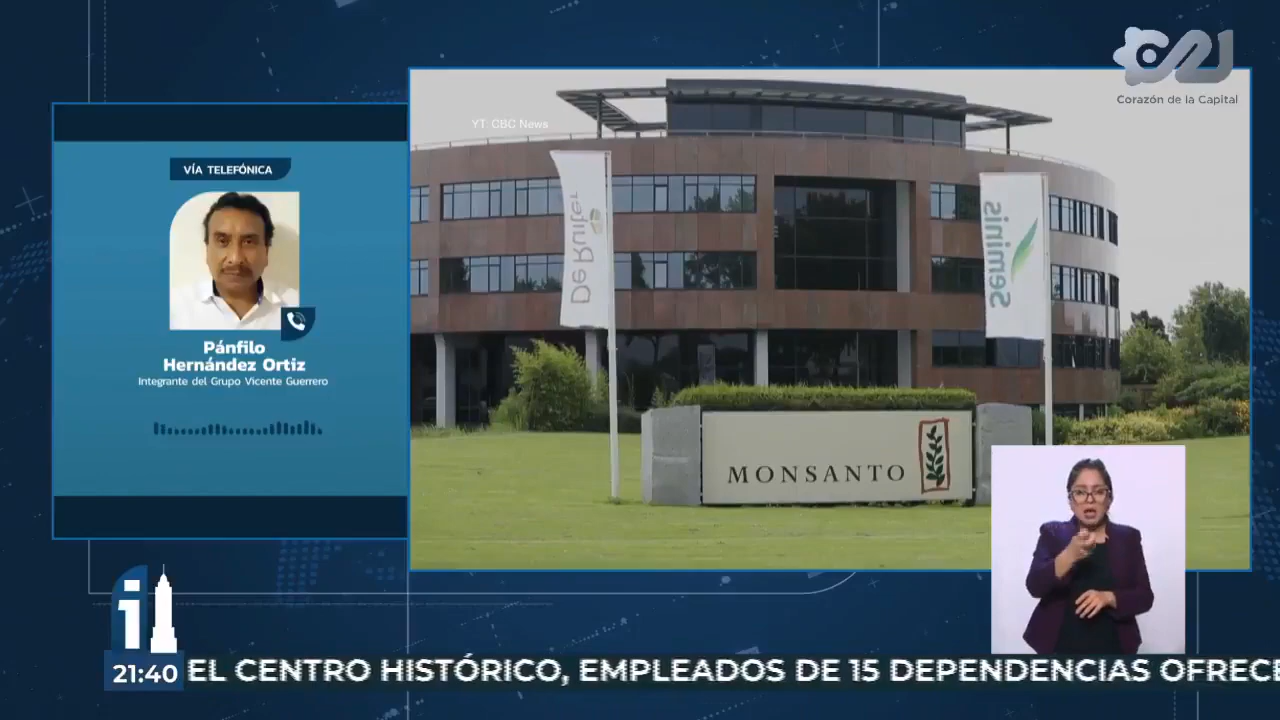 C21
Corazón de la Capital
YT: CBC News
VÍA TELEFÓNICA
Pánfilo
Hernández Ortiz
Integrante del Grupo Vicente Guerrero
De Ruiter
Seminis
MONSANTO
21:40
EL CENTRO HISTÓRICO, EMPLEADOS DE 15 DEPENDENCIAS OFRECE